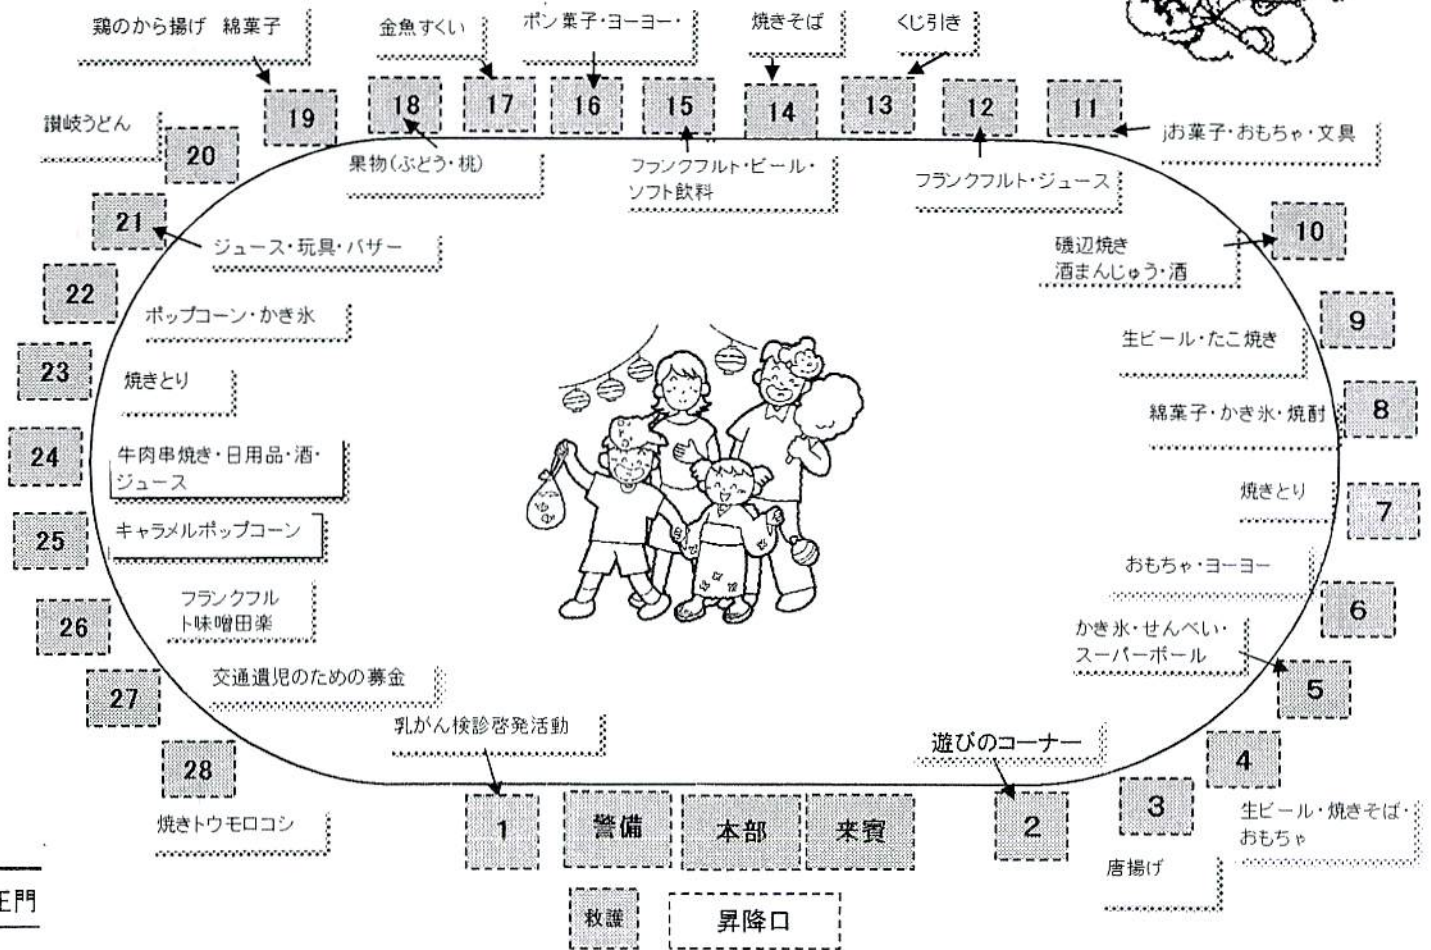 鶏のから揚げ 綿菓子
金魚すくい
ポン菓子・ヨーヨー・
焼きそば
くじ引き
19
18
17
16
15
14
13
12
11
讃岐うどん
20
果物(ぶどう・桃)
フランクフルト・ビール・
ソフト飲料
フランクフルト・ジュース
jお菓子・おもちゃ・文具
21
ジュース・玩具・バザー
磯辺焼き
酒まんじゅう・酒
10
22
ポップコーン・かき氷
生ビール・たこ焼き
9
23
焼きとり
綿菓子・かき氷・焼酎
8
24
牛肉串焼き・日用品・酒・
ジュース
焼きとり
7
25
キャラメルポップコーン
おもちゃ・ヨーヨー
6
26
フランクフル
ト味噌田楽
かき氷・せんべい・
スーパーボール
5
27
交通遺児のための募金
乳がん検診啓発活動
遊びのコーナー
4
28
焼きトウモロコシ
1
警備
本部
来賓
2
3
生ビール・焼きそば・
おもちゃ
唐揚げ
正門
救護
昇降口